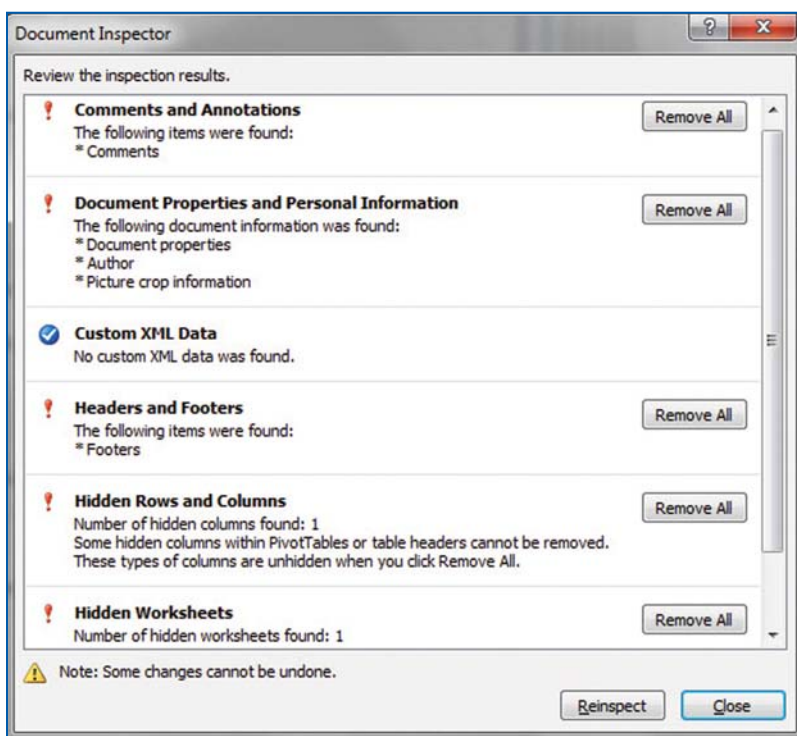 Document Inspector
Review the inspection results.
Comments and Annotations
Remove All
The following items were found:
* Comments
Document Properties and Personal Information
Remove All
The following document information was found:
* Document properties
* Author
* Picture crop information
Custom XML Data
No custom XML data was found.
Headers and Footers
Remove All
The following items were found:
* Footers
Hidden Rows and Columns
Remove All
Number of hidden columns found: 1
Some hidden columns within PivotTables or table headers cannot be removed.
These types of columns are unhidden when you click Remove All.
Hidden Worksheets
Remove All
Number of hidden worksheets found: 1
Note: Some changes cannot be undone.
Reinspect
Close